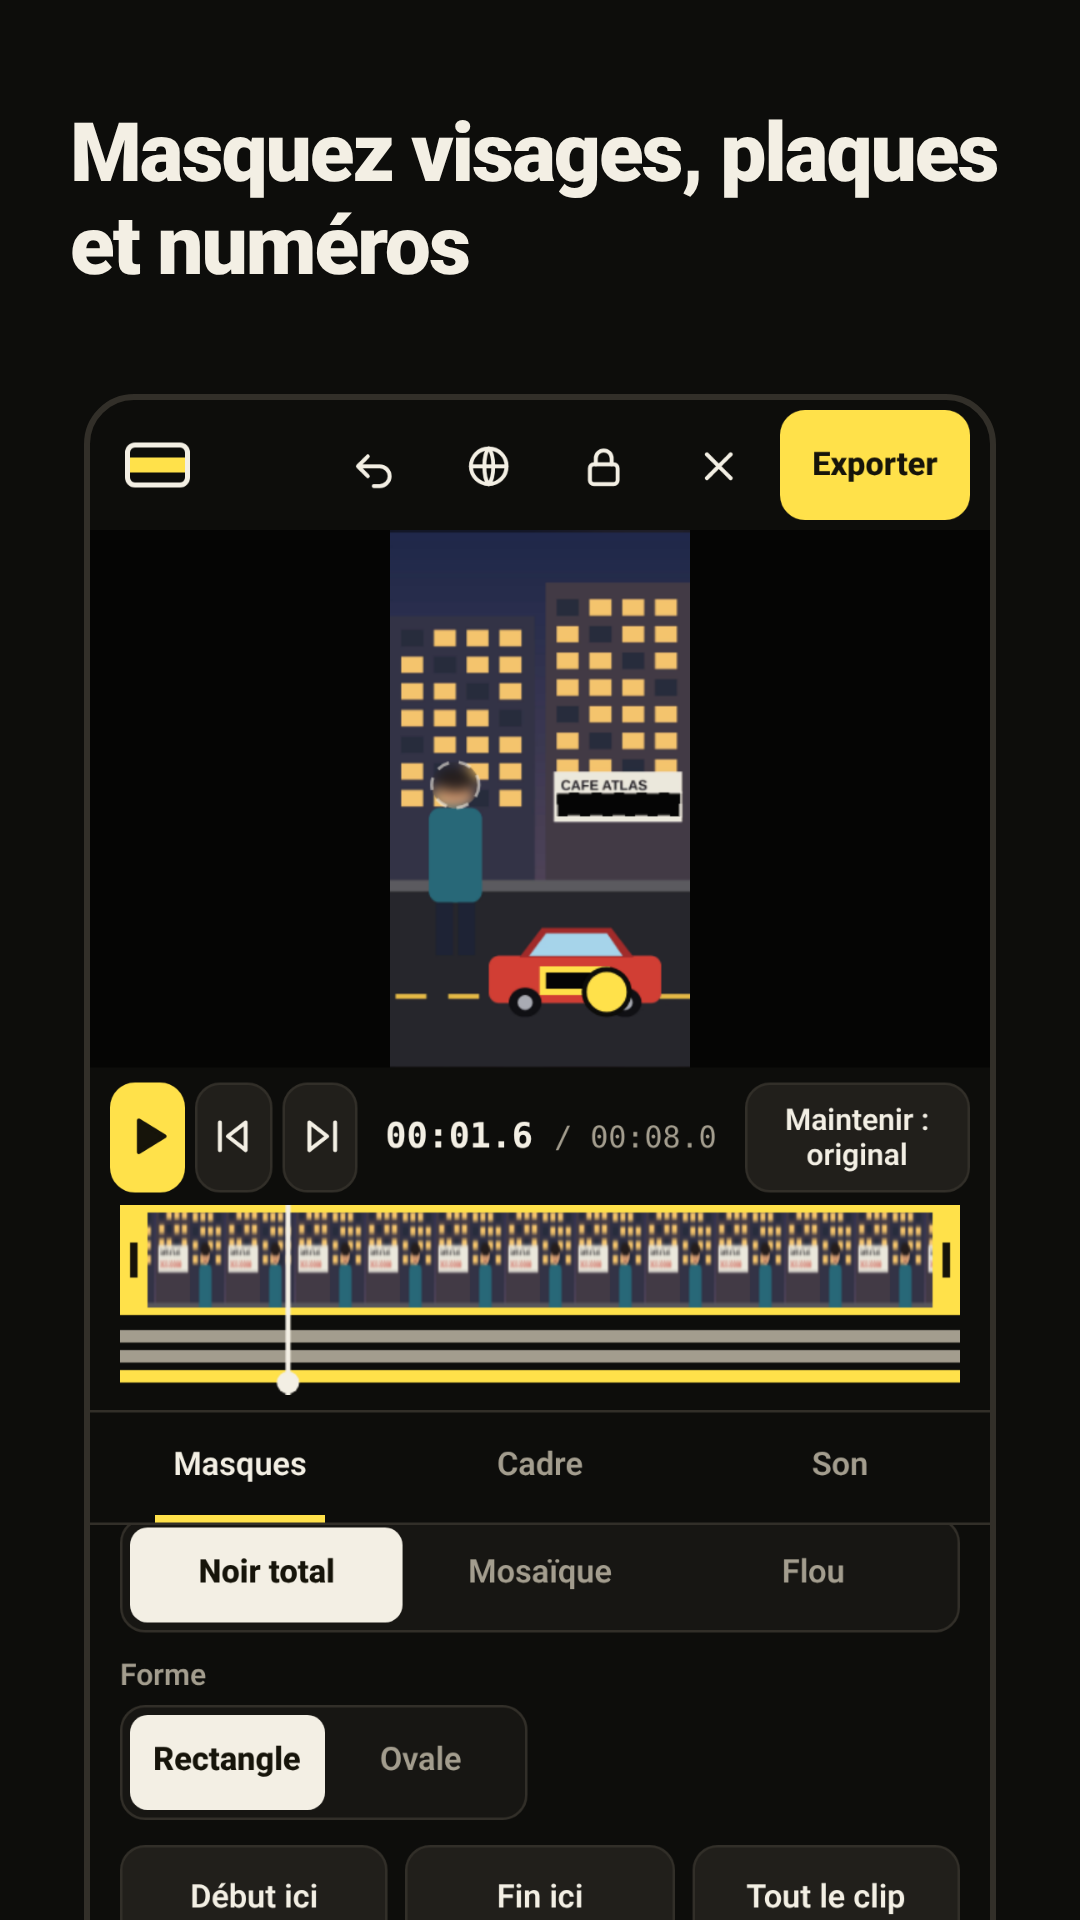 Masquez visages, plaques
et numéros
Exporter
CAFE ATLAS
00:01.6 / 00:08.0
Maintenir :
original
Masques
Cadre
Son
Noir total
Mosaïque
Flou
Forme
Rectangle
Ovale
Début ici
Fin ici
Tout le clip